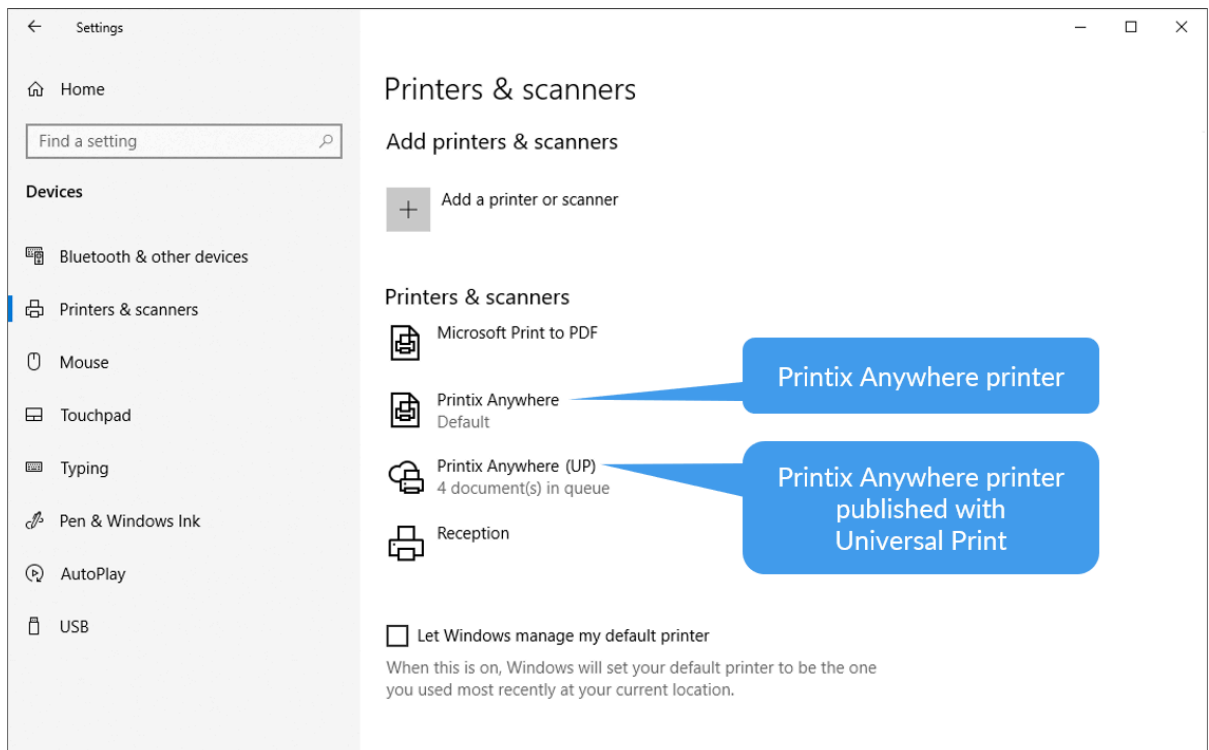 Settings
Home
Find a setting
Devices
Bluetooth & other devices
Printers & scanners
Mouse
Touchpad
Typing
Pen & Windows Ink
AutoPlay
USB
Printers & scanners
Add printers & scanners
Add a printer or scanner
Printers & scanners
Microsoft Print to PDF
Printix Anywhere
Default
Printix Anywhere printer
Printix Anywhere (UP)
4 document(s) in queue
Printix Anywhere printer
published with
Universal Print
Reception
Let Windows manage my default printer
When this is on, Windows will set your default printer to be the one
you used most recently at your current location.